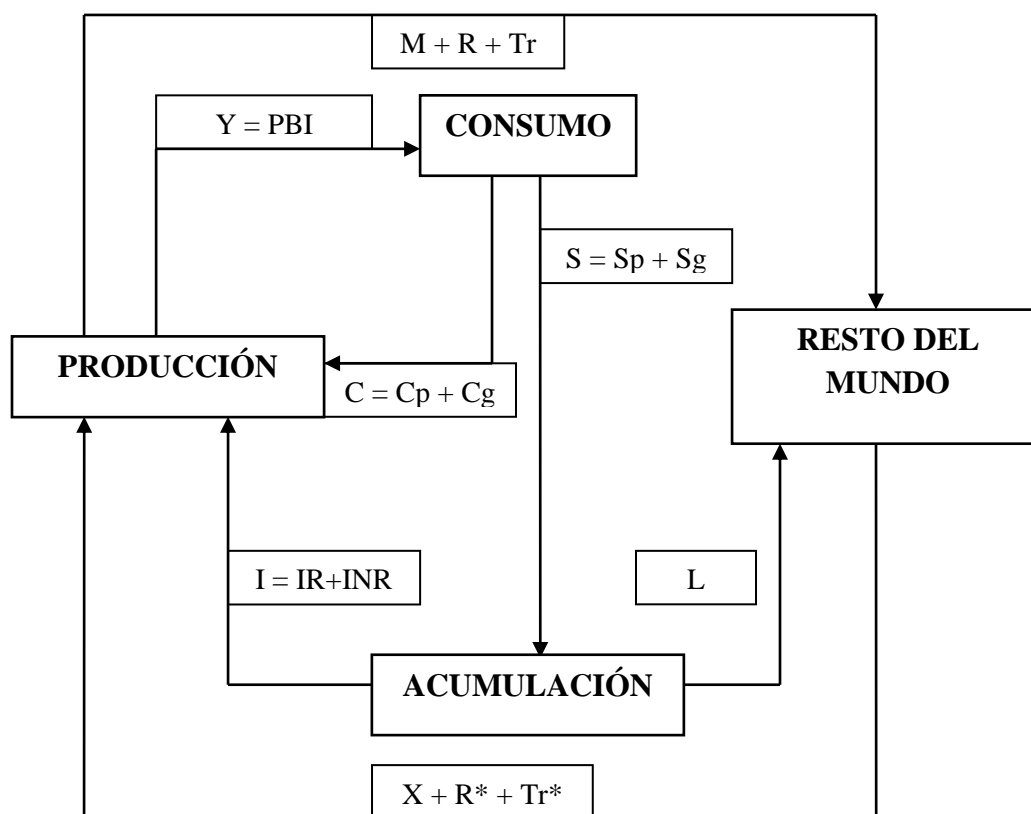 M + R + Tr
Y = PBI
CONSUMO
S = Sp + Sg
PRODUCCIÓN
RESTO DEL
MUNDO
C = Cp + Cg
I = IR+INR
L
ACUMULACIÓN
X + R* + Tr*